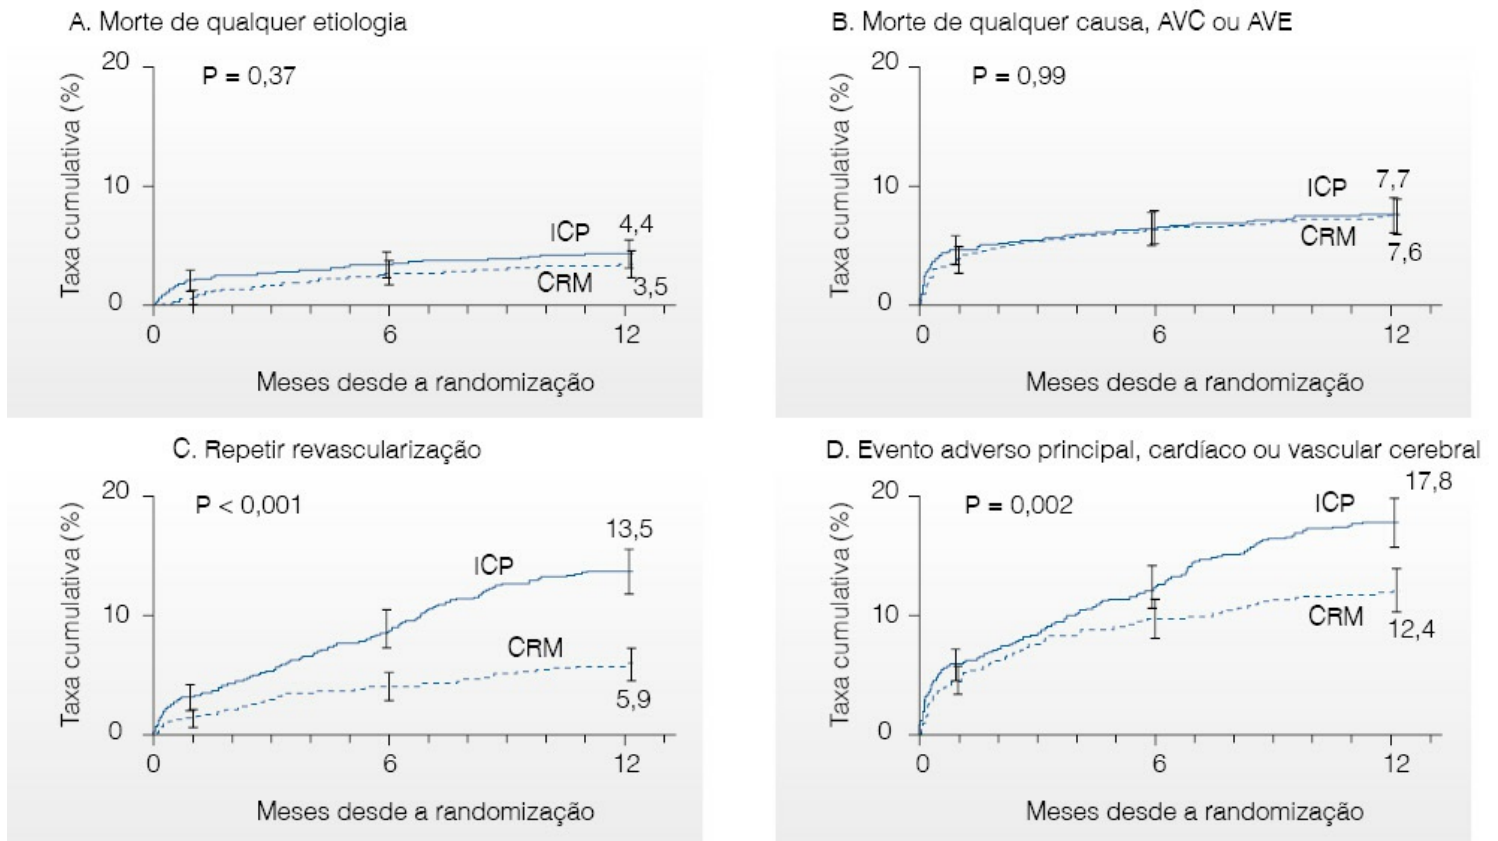 A. Morte de qualquer etiologia
20
P = 0,37
Taxa cumulativa (%)
10
ICP
4,4
CRM
3,5
0
0
6
12
Meses desde a randomização
B. Morte de qualquer causa, AVC ou AVE
20
P = 0,99
Taxa cumulativa (%)
10
ICP
7,7
CRM
7,6
0
0
6
12
Meses desde a randomização
C. Repetir revascularização
20
P < 0,001
Taxa cumulativa (%)
13,5
ICP
10
CRM
5,9
0
0
6
12
Meses desde a randomização
D. Evento adverso principal, cardíaco ou vascular cerebral
17,8
20
P = 0,002
ICP
Taxa cumulativa (%)
10
CRM
12,4
0
0
6
12
Meses desde a randomização